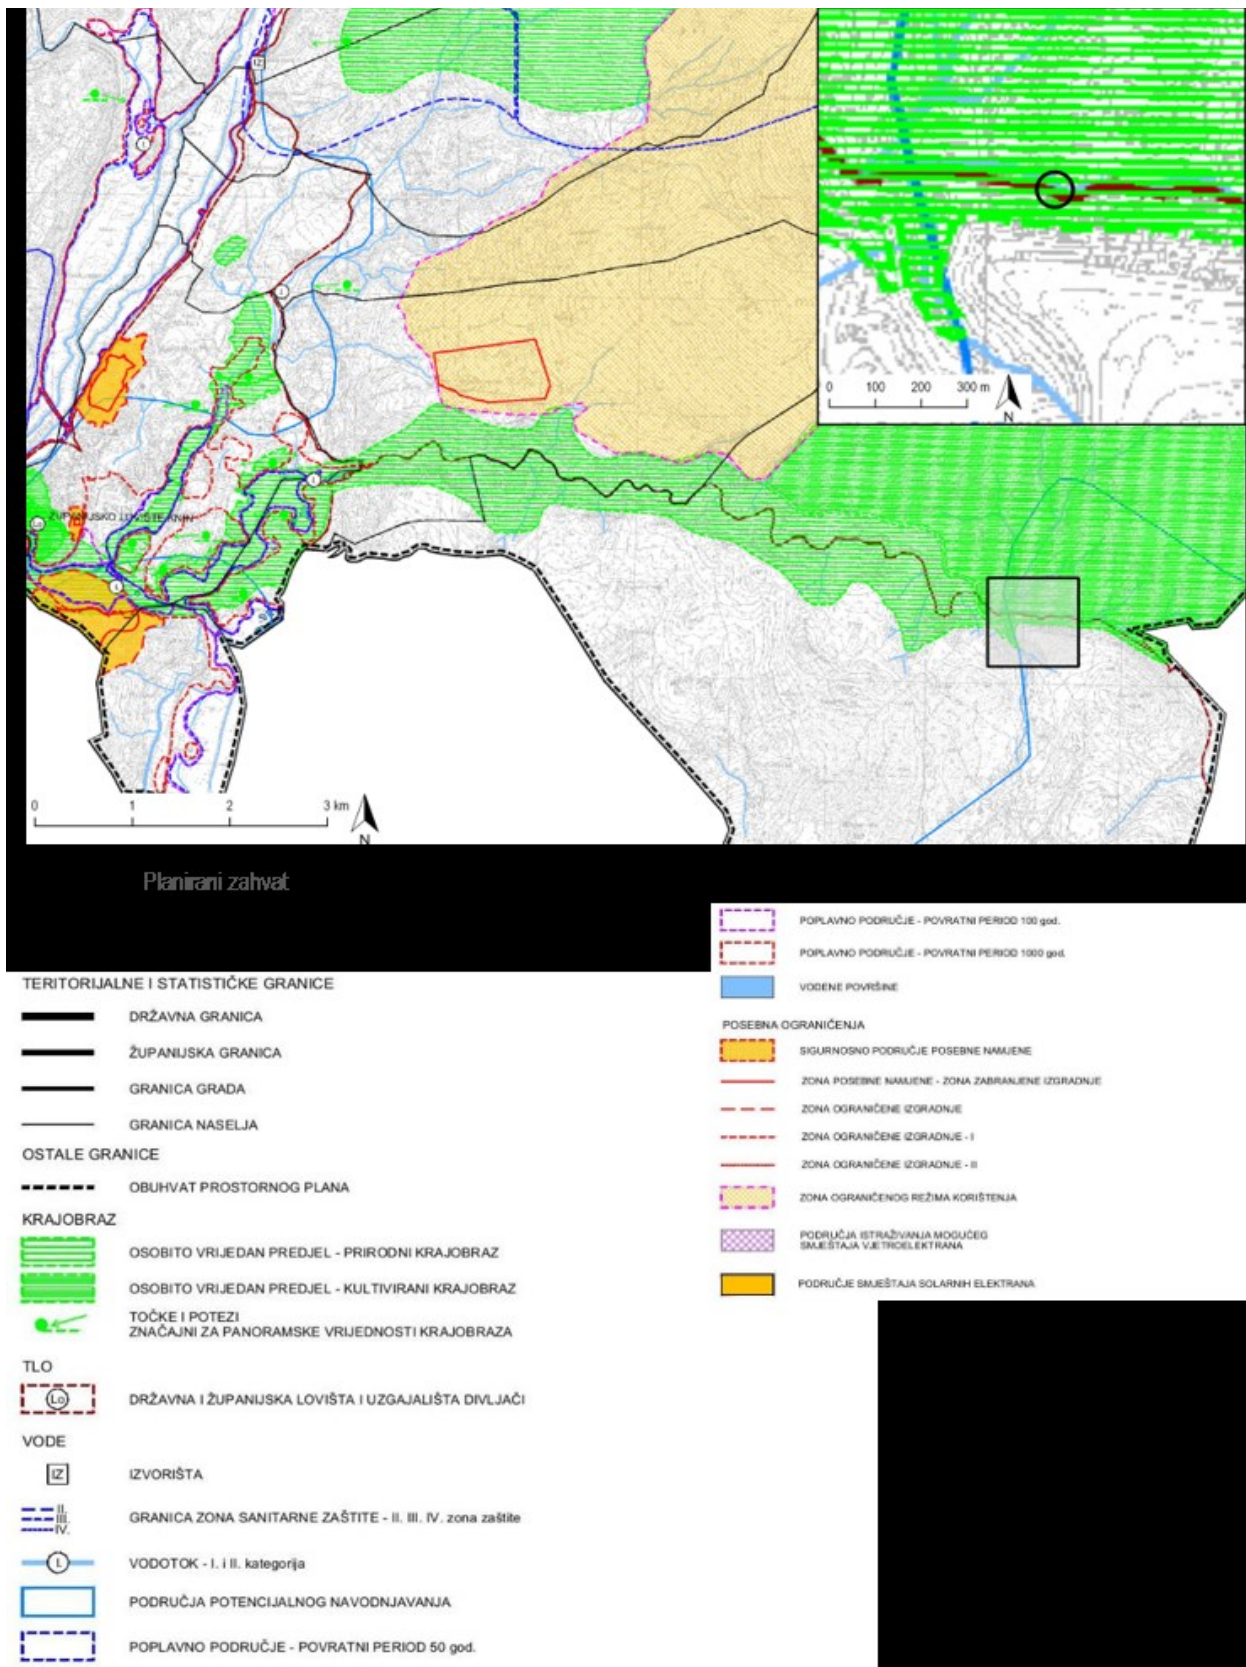 IZ
ŽUPANIJSKO LOVIŠTE KNIN
Lo
0 100 200 300 m
N
0 1 2 3 km
N
Planirani zahvat
TERITORIJALNE I STATISTIČKE GRANICE
DRŽAVNA GRANICA
ŽUPANIJSKA GRANICA
GRANICA GRADA
GRANICA NASELJA
OSTALE GRANICE
OBUHVAT PROSTORNOG PLANA
KRAJOBRAZ
OSOBITO VRIJEDAN PREDJEL - PRIRODNI KRAJOBRAZ
OSOBITO VRIJEDAN PREDJEL - KULTIVIRANI KRAJOBRAZ
TOČKE I POTEZI
ZNAČAJNI ZA PANORAMSKE VRIJEDNOSTI KRAJOBRAZA
TLO
Lo DRŽAVNA I ŽUPANIJSKA LOVIŠTA I UZGAJALIŠTA DIVLJAČI
VODE
IZ IZVORIŠTA
II.
III.
IV.
GRANICA ZONA SANITARNE ZAŠTITE - II. III. IV. zona zaštite
I. VODOTOK - I. i II. kategorija
PODRUČJA POTENCIJALNOG NAVODNJAVANJA
POPLAVNO PODRUČJE - POVRATNI PERIOD 50 god.
POPLAVNO PODRUČJE - POVRATNI PERIOD 100 god.
POPLAVNO PODRUČJE - POVRATNI PERIOD 1000 god.
VODENE POVRŠINE
POSEBNA OGRANIČENJA
SIGURNOSNO PODRUČJE POSEBNE NAMJENE
ZONA POSEBNE NAMJENE - ZONA ZABRANJENE IZGRADNJE
ZONA OGRANIČENE IZGRADNJE
ZONA OGRANIČENE IZGRADNJE - I
ZONA OGRANIČENE IZGRADNJE - II
ZONA OGRANIČENOG REŽIMA KORIŠTENJA
PODRUČJA ISTRAŽIVANJA MOGUĆEG
SMJEŠTAJA VJETROELEKTRANA
PODRUČJE SMJEŠTAJA SOLARNIH ELEKTRANA